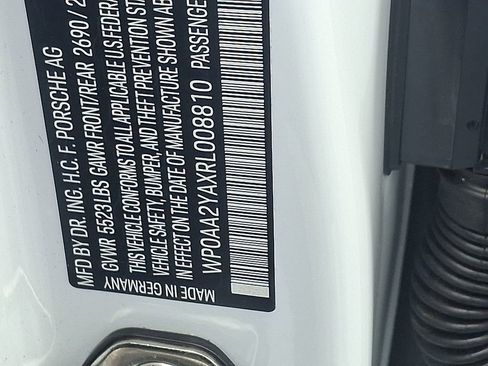 MFD BY DR. ING. H.C. F. PORSCHE AG
GVWR 5523 LBS GAWR FRONT/REAR 2690 / 2
THIS VEHICLE CONFORMS TO ALL APPLICABLE U.S. FEDERA
VEHICLE SAFETY, BUMPER, AND THEFT PREVENTION STA
IN EFFECT ON THE DATE OF MANUFACTURE SHOWN AB
WP0AA2YAXRL008810 PASSENGE
MADE IN GERMANY